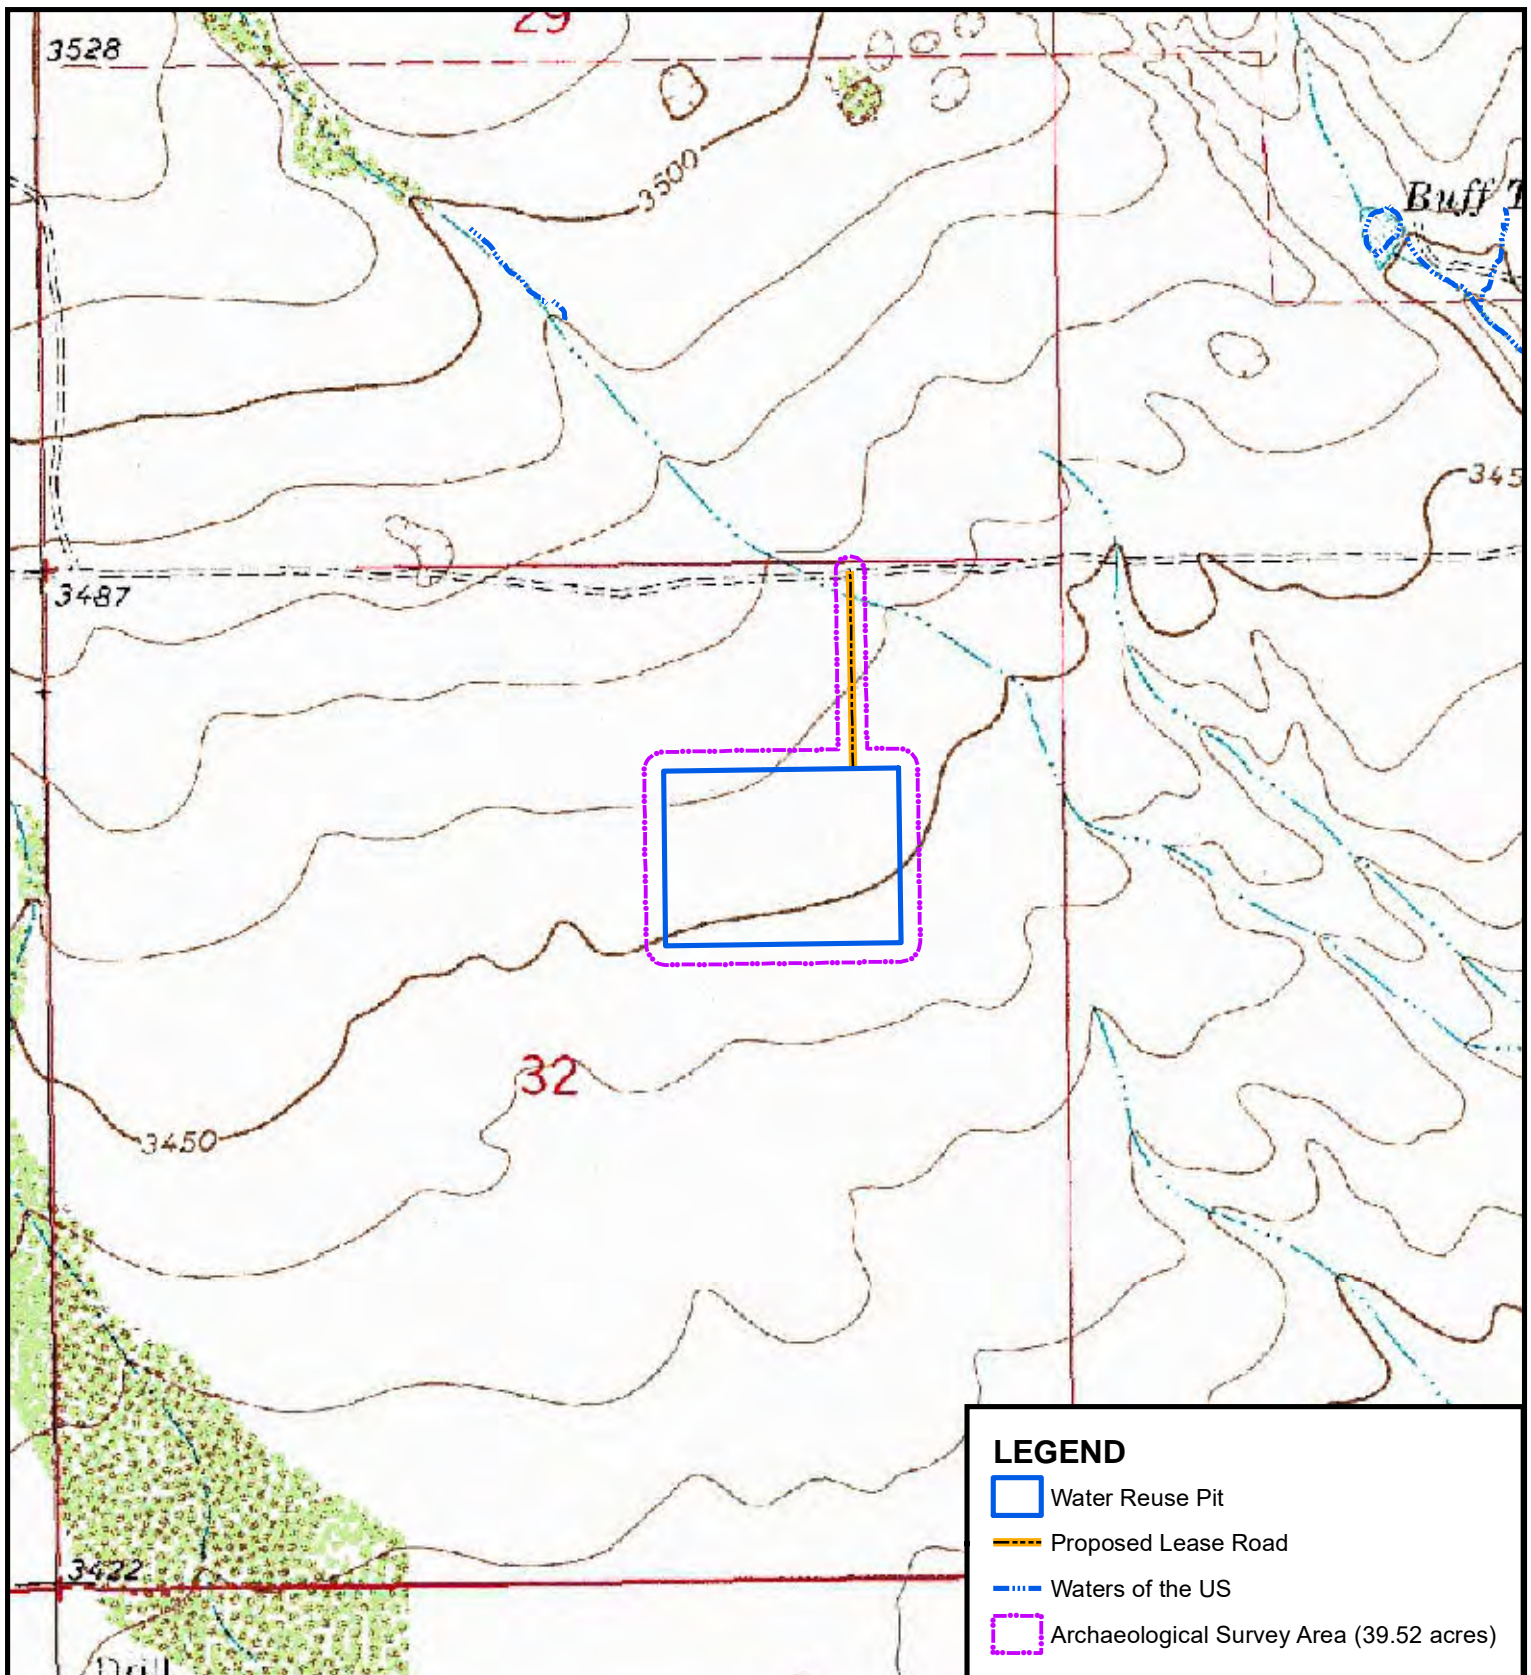 29
3528
3500
Buff
345
3487
32
3450
3422
Drill
LEGEND
Water Reuse Pit
Proposed Lease Road
Waters of the US
Archaeological Survey Area (39.52 acres)